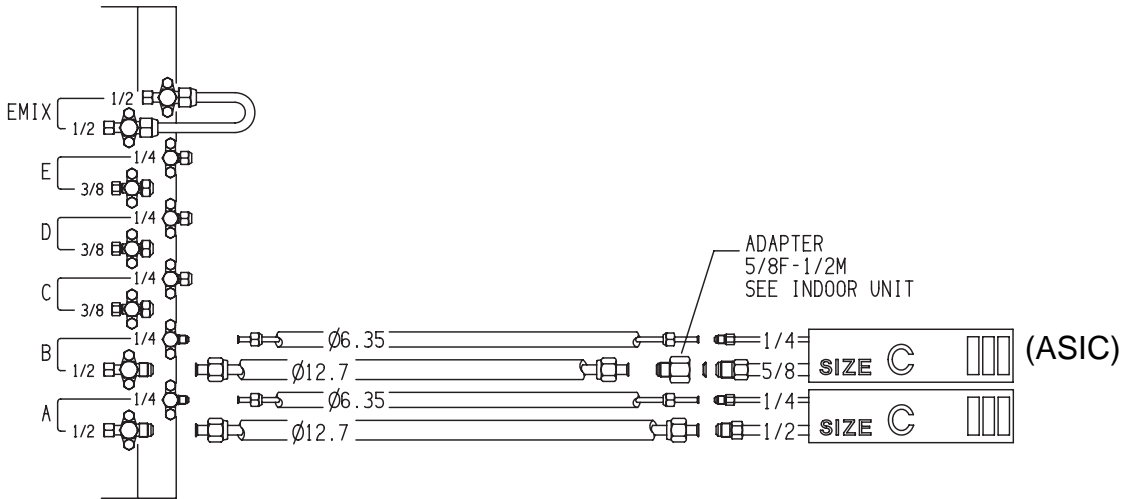 EMIX
1/2
1/2
E
1/4
3/8
D
1/4
3/8
C
1/4
3/8
B
1/4
1/2
A
1/4
1/2
ADAPTER
5/8F-1/2M
SEE INDOOR UNIT
Ø6.35
1/4
Ø12.7
5/8
SIZE C
(ASIC)
Ø6.35
1/4
Ø12.7
1/2
SIZE C